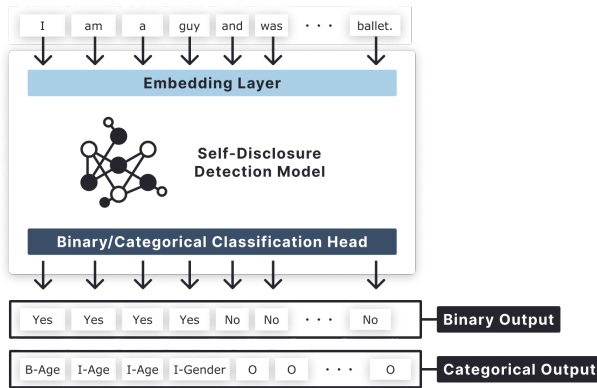 I am a guy and was · · · ballet.
Embedding Layer
Self-Disclosure
Detection Model
Binary/Categorical Classification Head
Yes Yes Yes Yes No No · · · No
Binary Output
B-Age I-Age I-Age I-Gender O O · · · O
Categorical Output